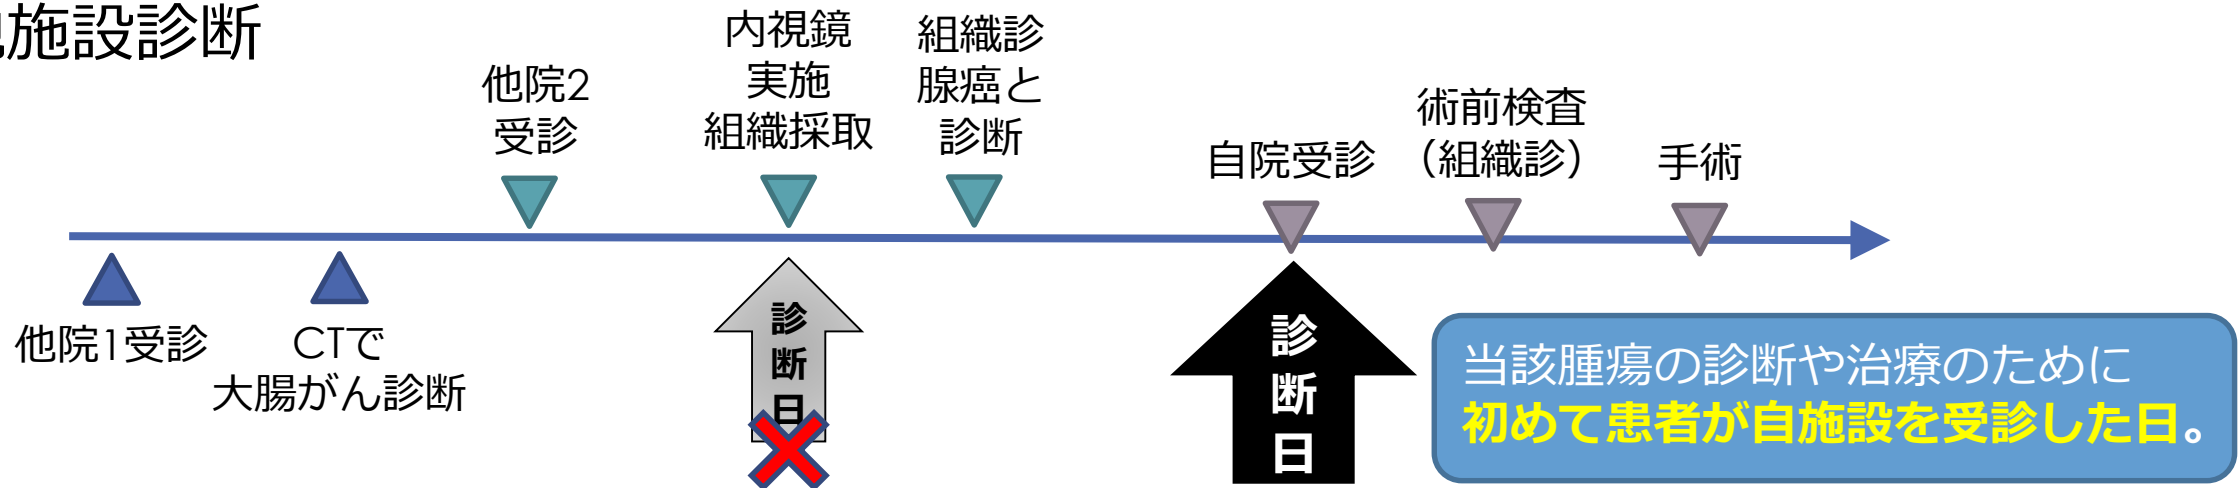 施設診断
他院2
受診
内視鏡
実施
組織採取
組織診
腺癌と
診断
自院受診
術前検査
（組織診）
手術
他院1受診
CTで
大腸がん診断
診
断
日
診
断
日
当該腫瘍の診断や治療のために
初めて患者が自施設を受診した日。